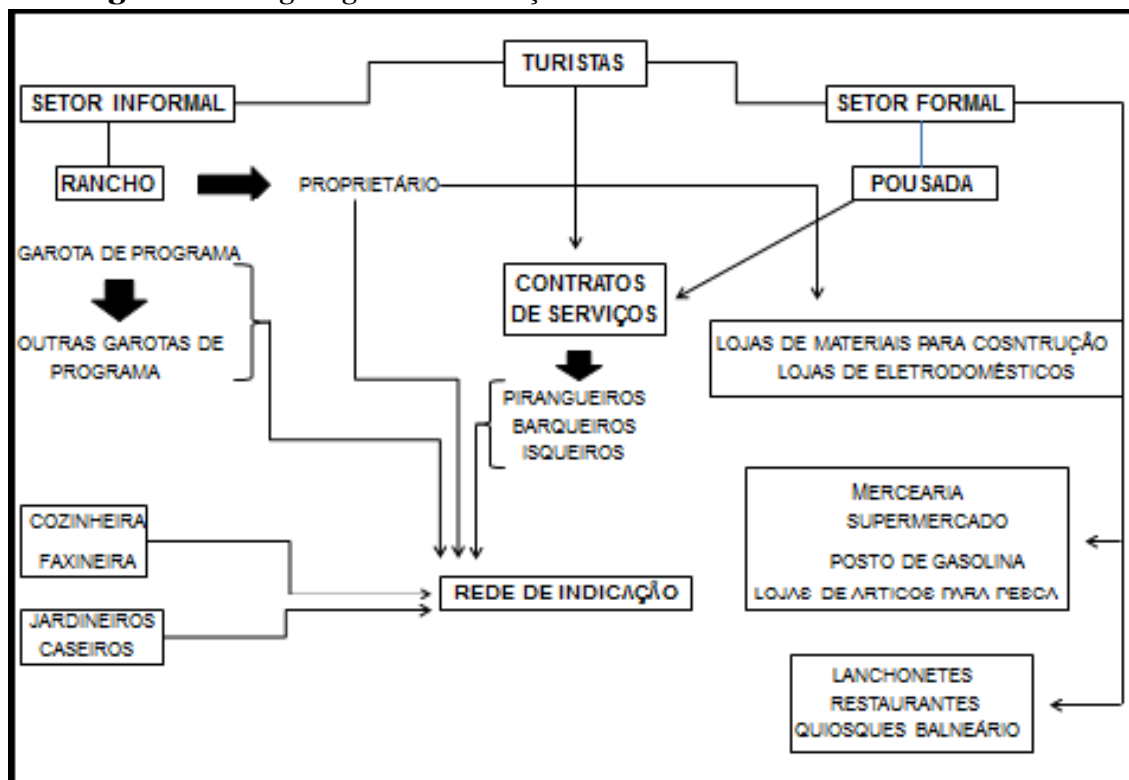 TURISTAS
SETOR INFORMAL
SETOR FORMAL
RANCHO
PROPRIETÁRIO
POUSADA
GAROTA DE PROGRAMA
OUTRAS GAROTAS DE
PROGRAMA
CONTRATOS
DE SERVIÇOS
LOJAS DE MATERIAIS PARA COSNTRUÇÃO
LOJAS DE ELETRODOMÉSTICOS
PIRANGUEIROS
BARQUEIROS
ISQUEIROS
MERCEARIA
SUPERMERCADO
POSTO DE GASOLINA
LOJAS DE ARTICOS PARA PESCA
COZINHEIRA
FAXINEIRA
REDE DE INDICAÇÃO
JARDINEIROS
CASEIROS
LANCHONETES
RESTAURANTES
QUIOSQUES BALNEÁRIO